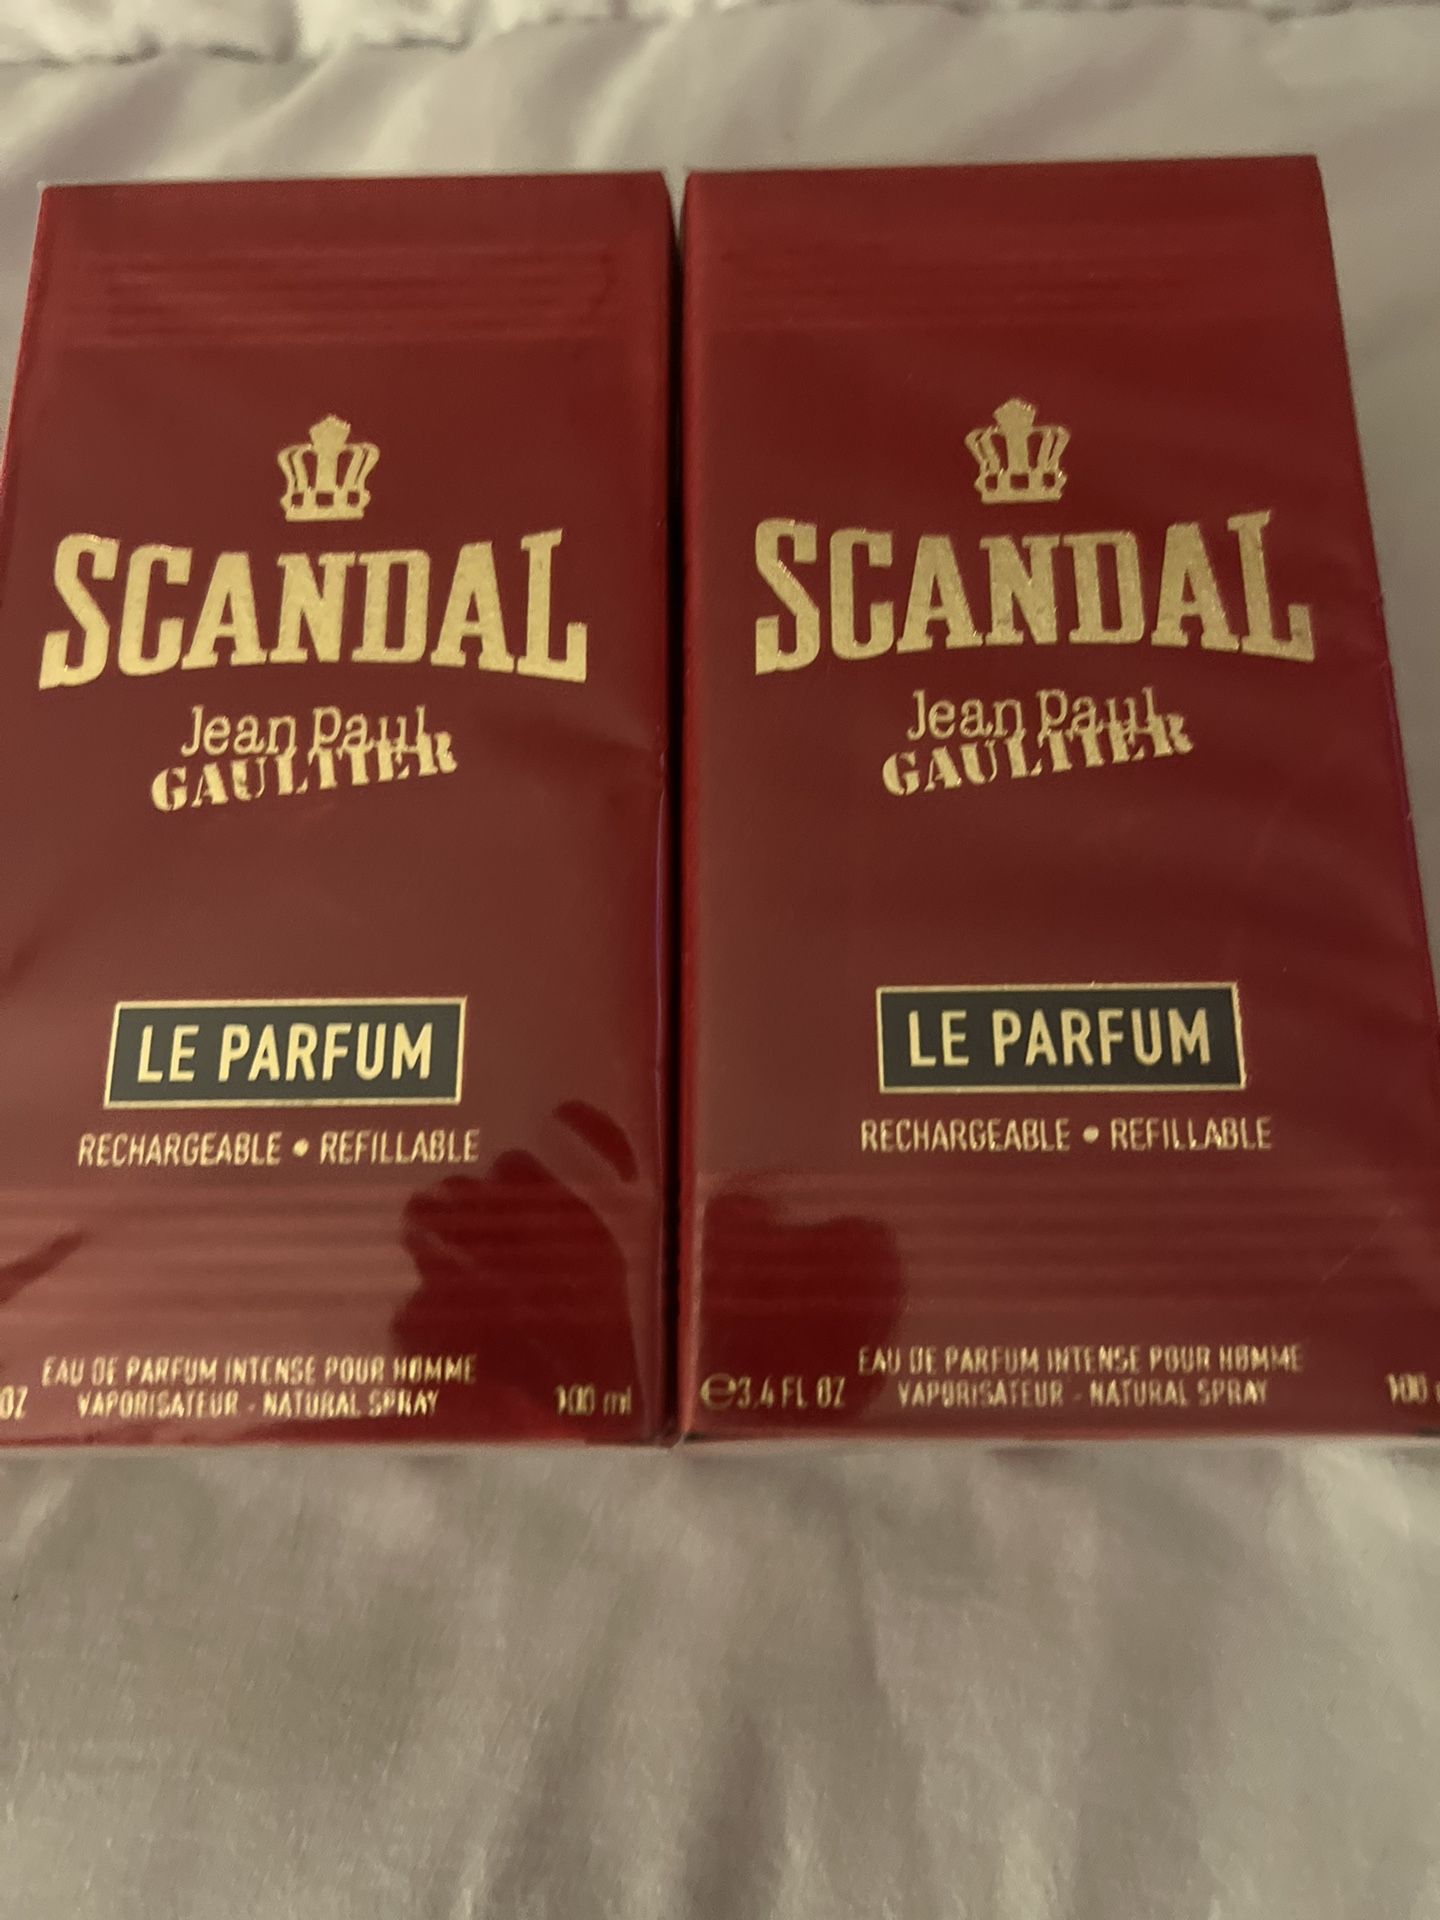 SCANDAL
Jean Paul
GAULTIER
LE PARFUM
RECHARGEABLE • REFILLABLE
OZ
EAU DE PARFUM INTENSE POUR HOMME
VAPORISATEUR - NATURAL SPRAY
100 ml
SCANDAL
Jean Paul
GAULTIER
LE PARFUM
RECHARGEABLE • REFILLABLE
℮3.4 FL OZ
EAU DE PARFUM INTENSE POUR HOMME
VAPORISATEUR - NATURAL SPRAY
100